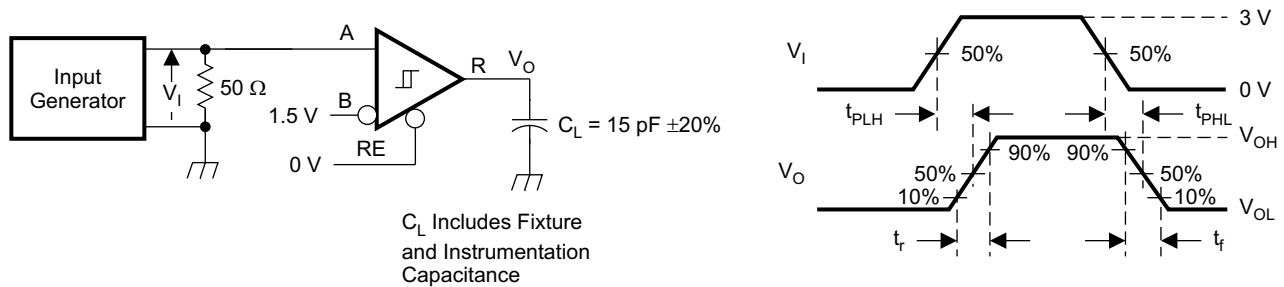 Input
Generator
V_I
50 Ω
A
1.5 V
B
0 V
RE
R
V_O
C_L = 15 pF ±20%
C_L Includes Fixture
and Instrumentation
Capacitance
V_I
50%
50%
3 V
0 V
t_PLH
t_PHL
V_O
50%
10%
90%
90%
50%
10%
V_OH
V_OL
t_r
t_f